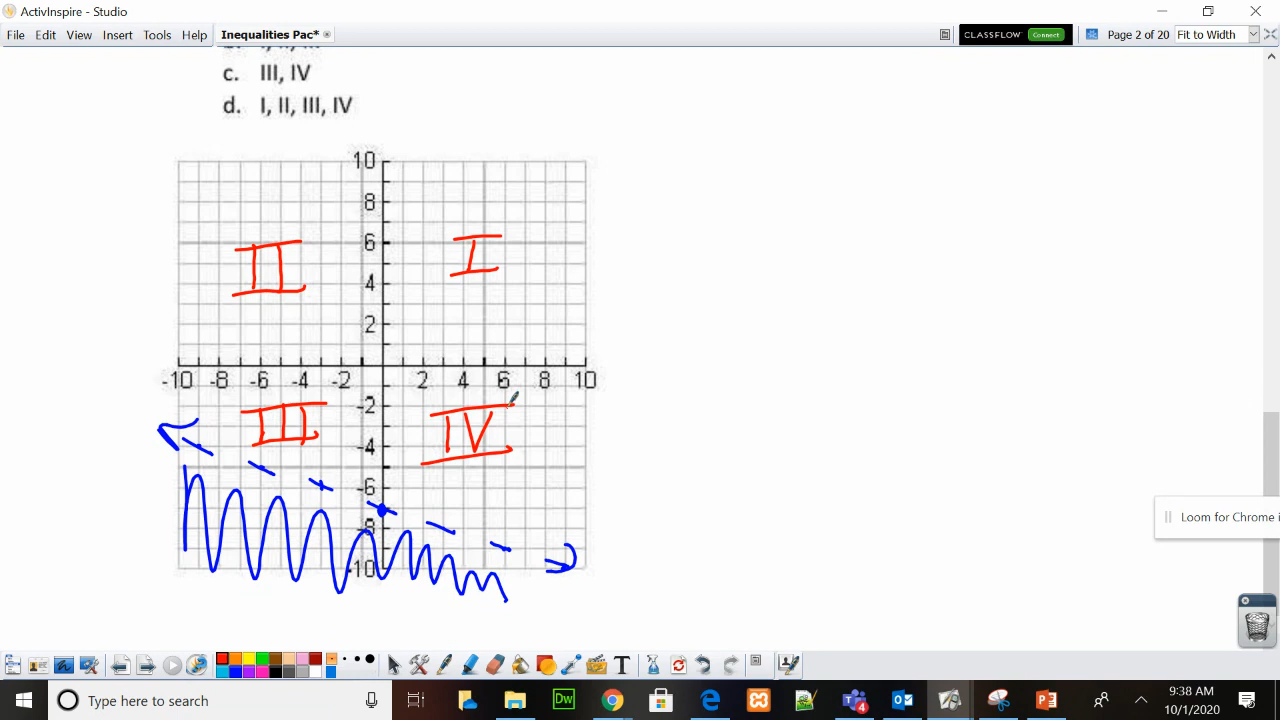 ActivInspire - Studio
File Edit View Insert Tools Help Inequalities Pac* CLASSFLOW Connect Page 2 of 20 Fit to Width
c. III, IV
d. I, II, III, IV
10
8
6
4
2
-10 -8 -6 -4 -2 2 4 6 8 10
-2
-4
-6
-8
-10
II I
III IV
Loom for Chrome i
T
Type here to search Dw 4 9:38 AM
10/1/2020